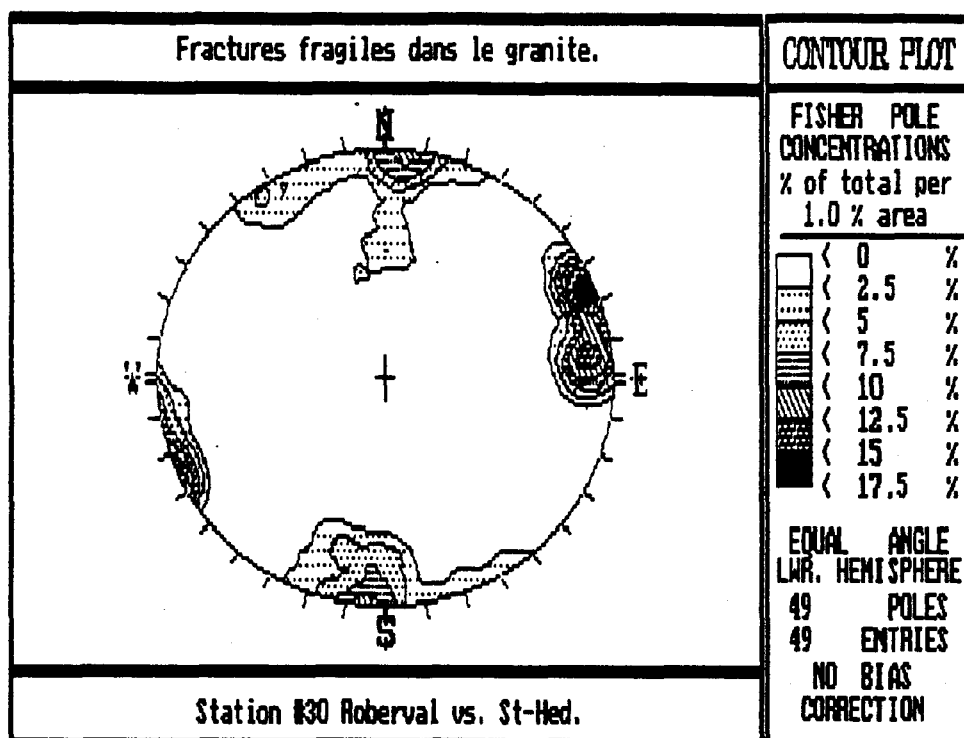 Fractures fragiles dans le granite.
N
W
E
S
Station #30 Roberval vs. St-Hed.
CONTOUR PLOT
FISHER POLE
CONCENTRATIONS
% of total per
1.0 % area
< 0 %
< 2.5 %
< 5 %
< 7.5 %
< 10 %
< 12.5 %
< 15 %
< 17.5 %
EQUAL ANGLE
LWR. HEMISPHERE
49 POLES
49 ENTRIES
NO BIAS
CORRECTION